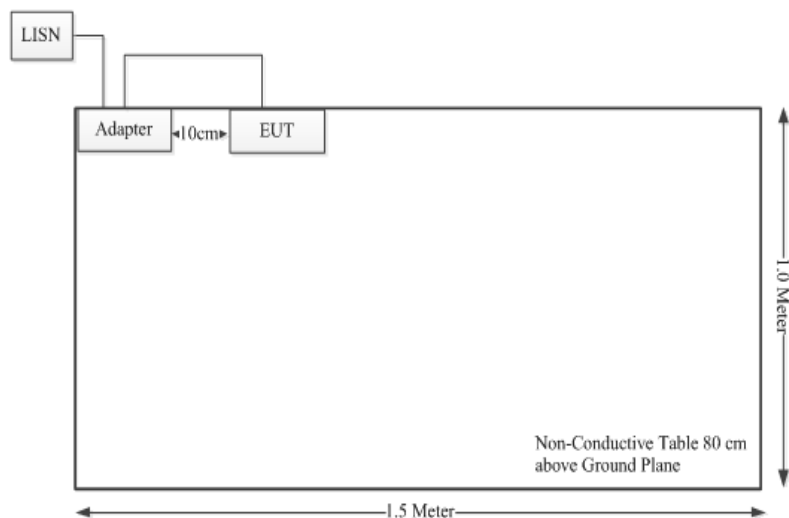 LISN
Adapter
10cm
EUT
1.0 Meter
Non-Conductive Table 80 cm
above Ground Plane
1.5 Meter